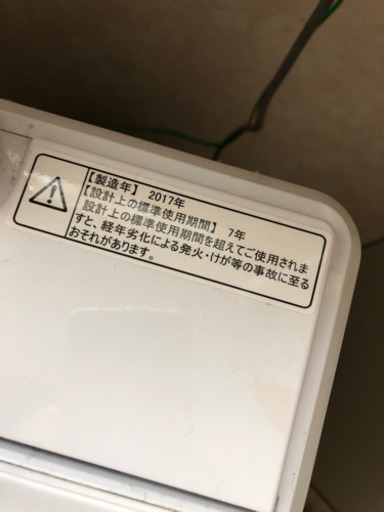 【製造年】 2017年
【設計上の標準使用期間】 7年
設計上の標準使用期間を超えてご使用されま
すと、経年劣化による発火・けが等の事故に至る
おそれがあります。